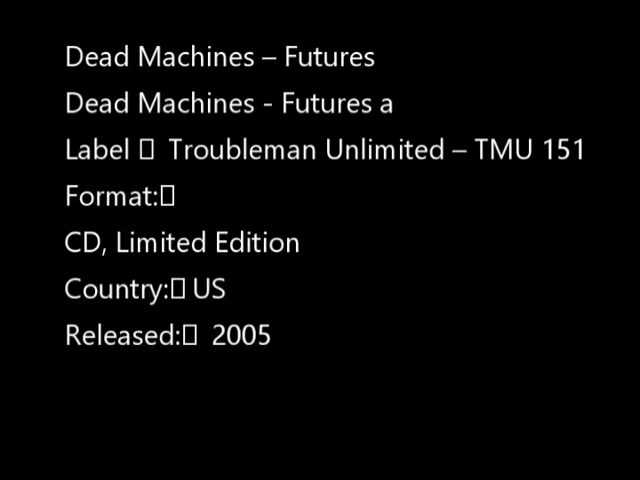 Dead Machines – Futures
Dead Machines - Futures a
Label ▯ Troubleman Unlimited – TMU 151
Format:▯
CD, Limited Edition
Country:▯ US
Released:▯ 2005